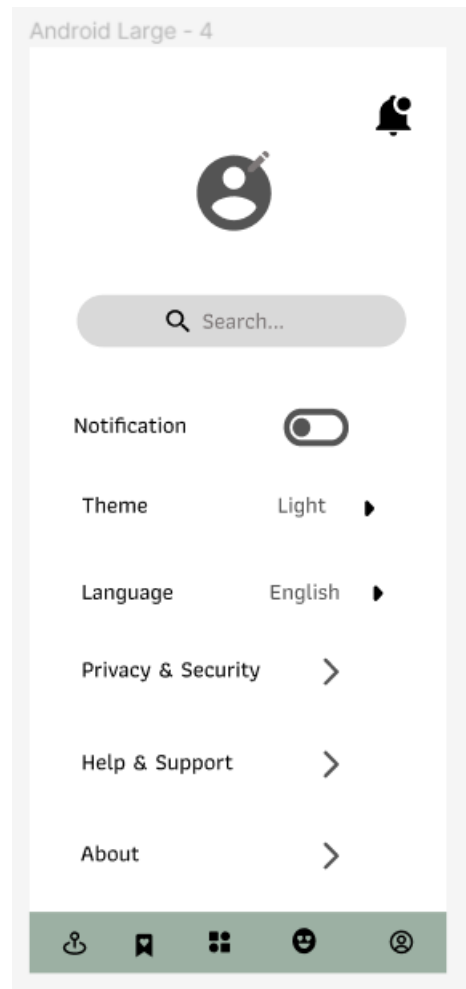 Android Large - 4
Search...
Notification
Theme Light
Language English
Privacy & Security
Help & Support
About